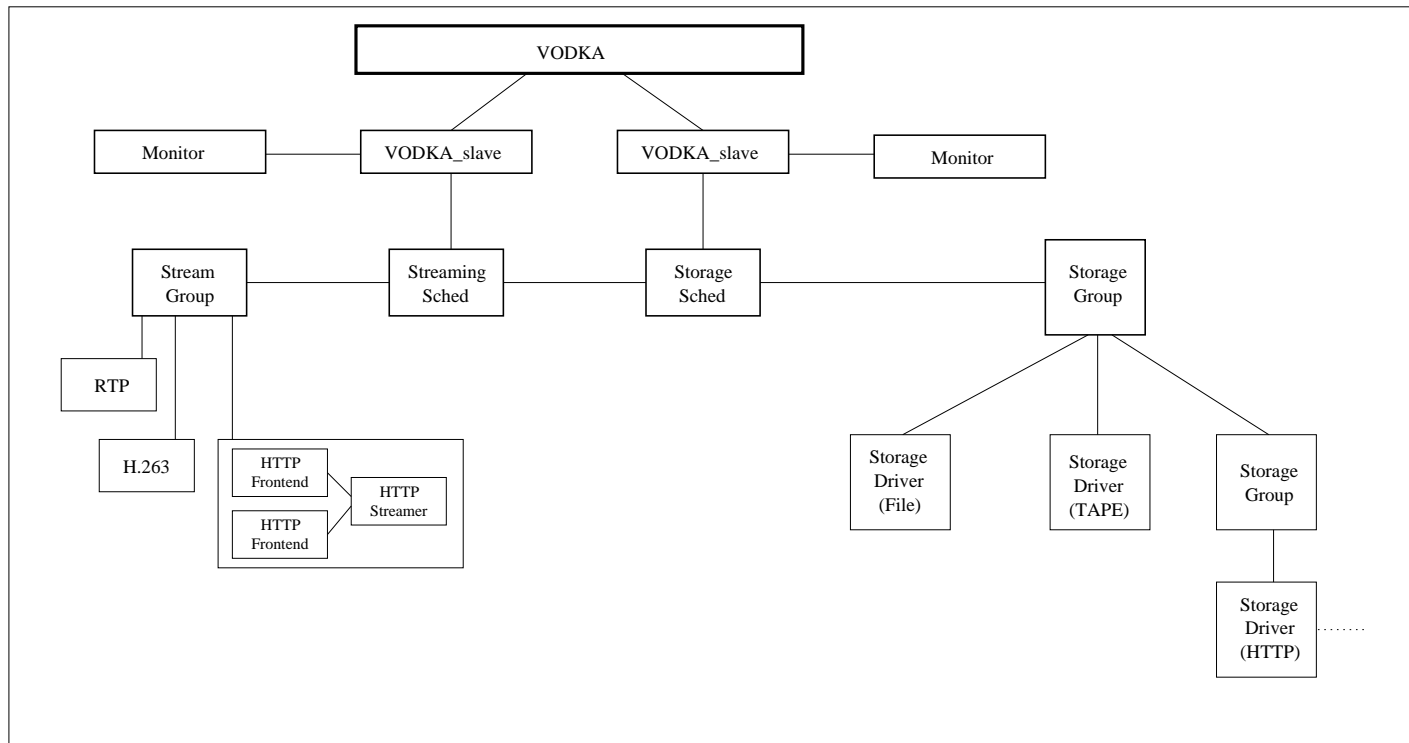 VODKA
Monitor
VODKA_slave
VODKA_slave
Monitor
Stream
Group
Streaming
Sched
Storage
Sched
Storage
Group
RTP
H.263
HTTP
Frontend
HTTP
Streamer
HTTP
Frontend
Storage
Driver
(File)
Storage
Driver
(TAPE)
Storage
Group
Storage
Driver
(HTTP)